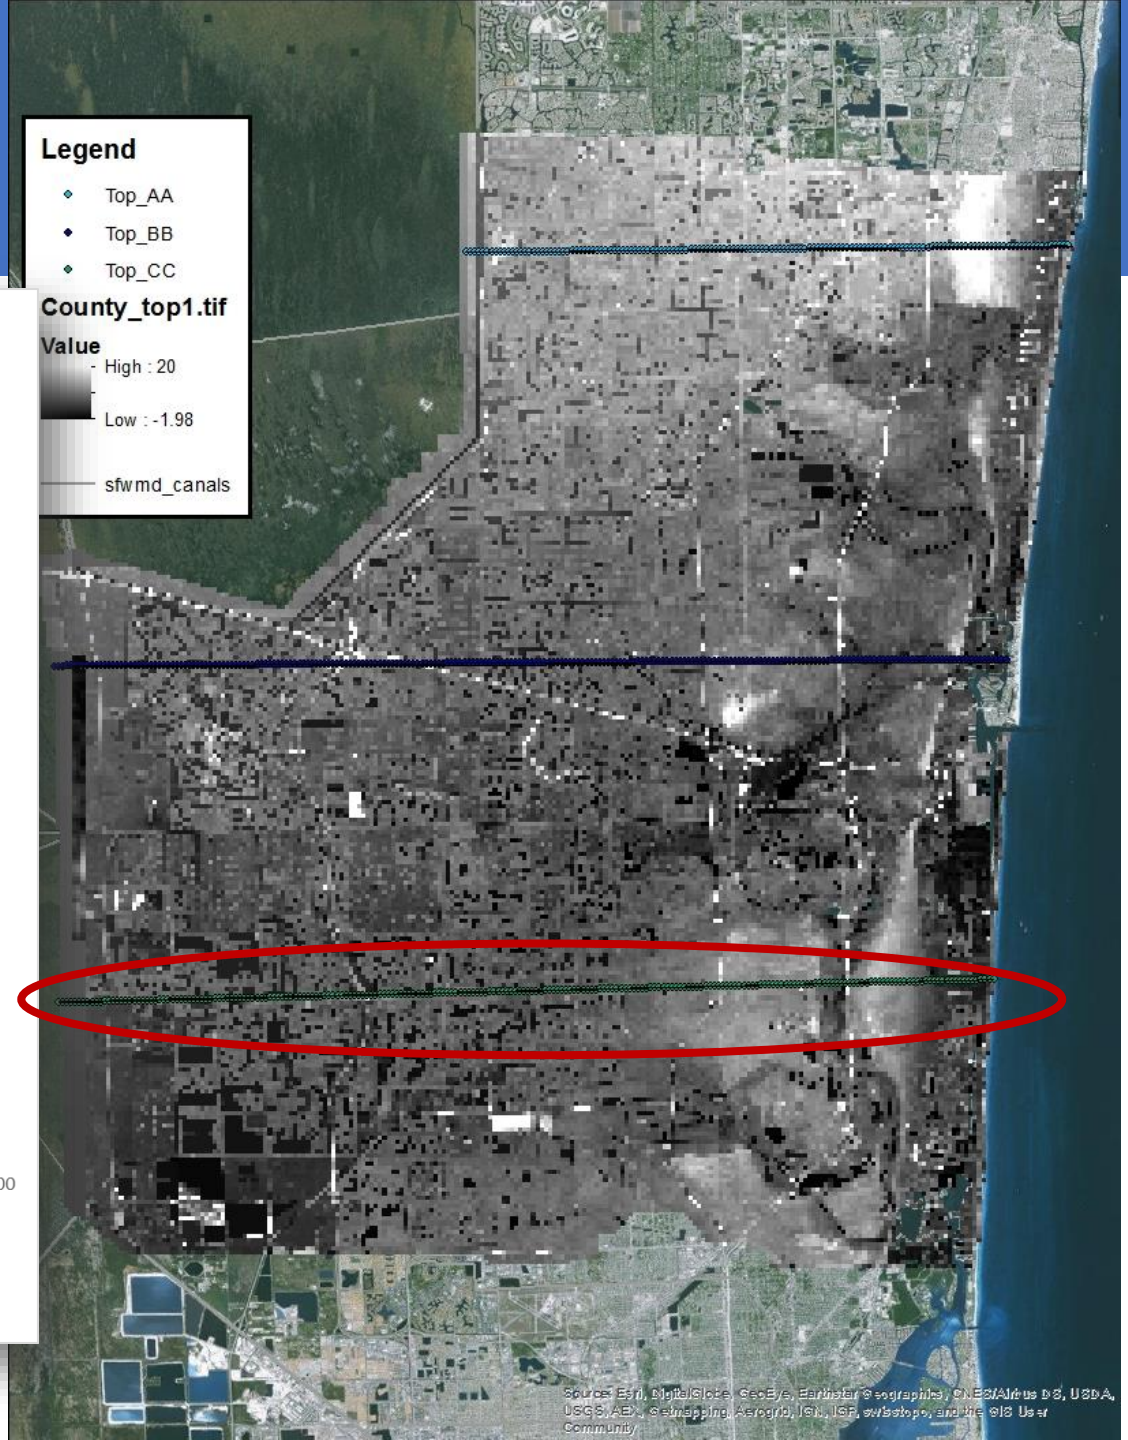 Legend
Top_AA
Top_BB
Top_CC
County_top1.tif
Value
High : 20
Low : -1.98
sfwmd_canals
00
Source: Esri, DigitalGlobe, GeoEye, Earthstar Geographics, CNES/Airbus DS, USDA,
USGS, AEX, Getmapping, Aerogrid, IGN, IGP, swisstopo, and the GIS User
Community